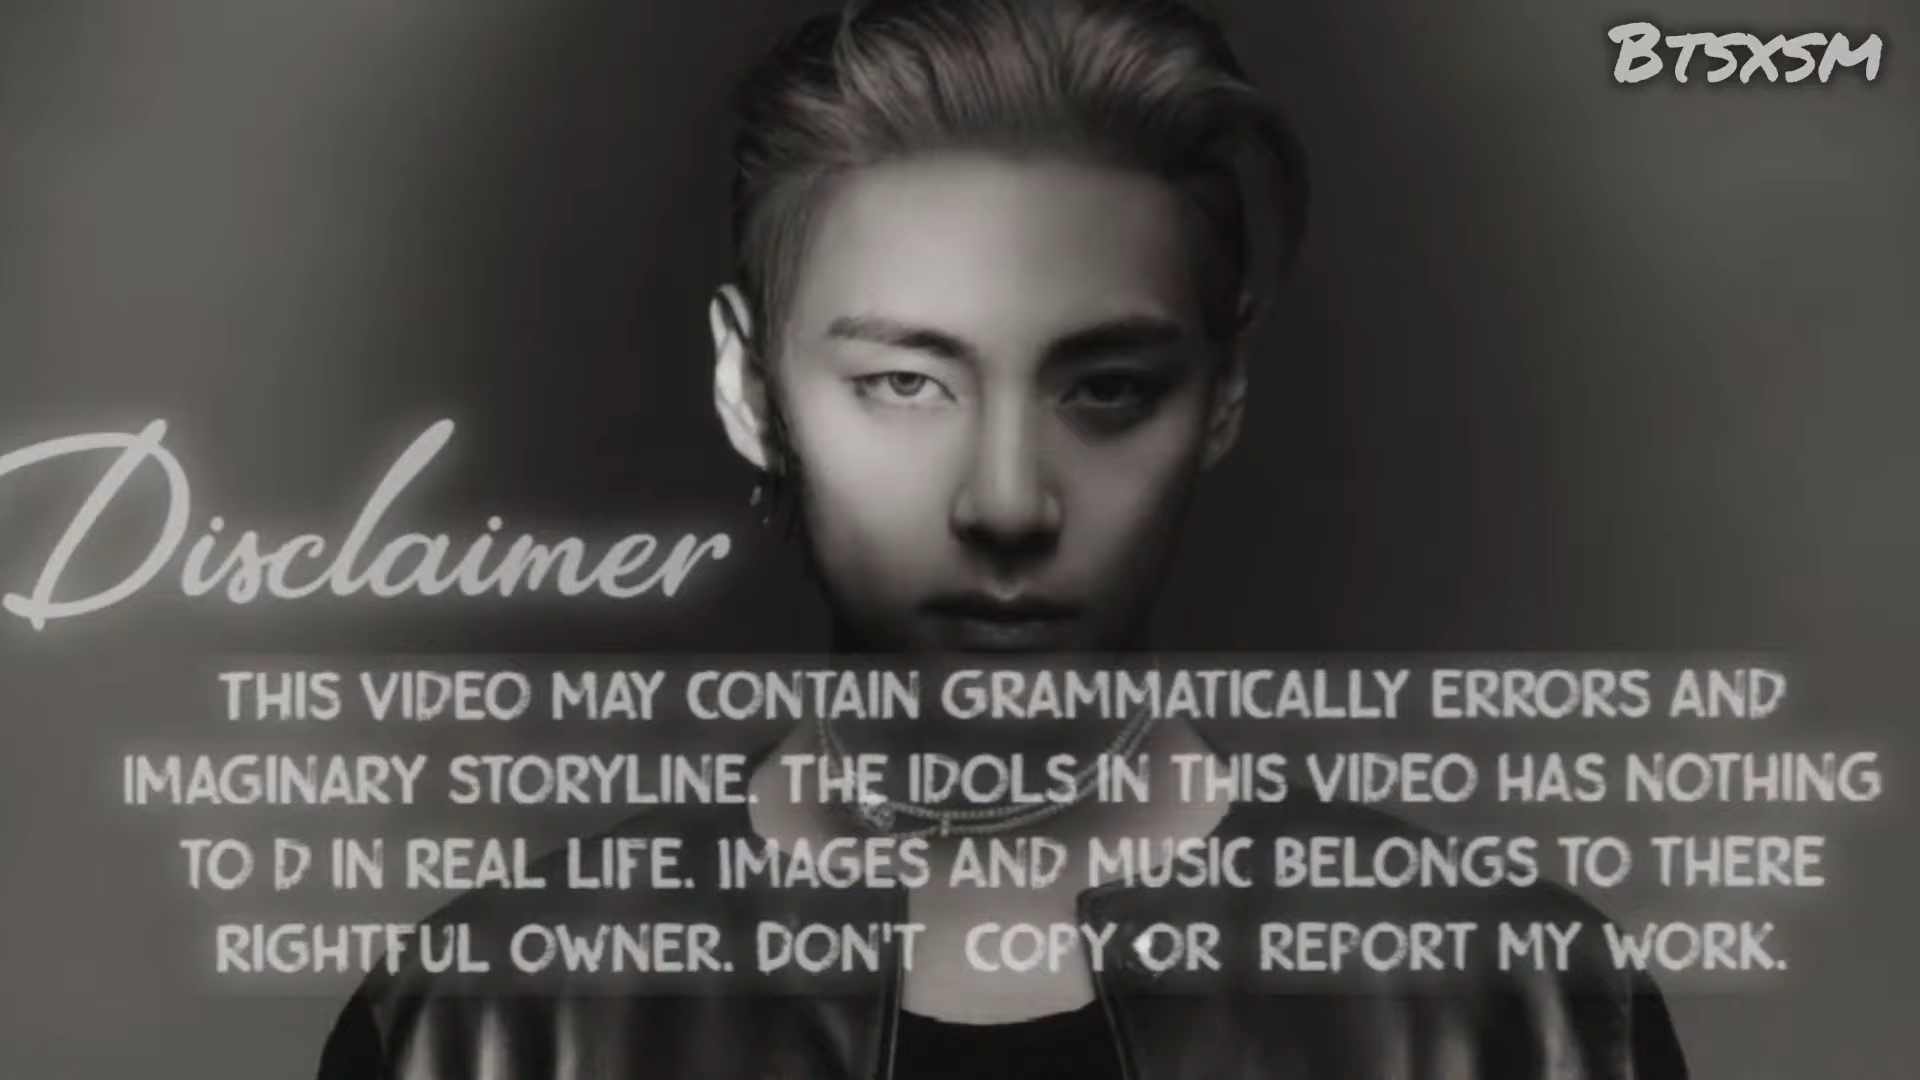 Btsxsm
Disclaimer
THIS VIDEO MAY CONTAIN GRAMMATICALLY ERRORS AND
IMAGINARY STORYLINE. THE IDOLS IN THIS VIDEO HAS NOTHING
TO D IN REAL LIFE. IMAGES AND MUSIC BELONGS TO THERE
RIGHTFUL OWNER. DON'T COPY OR REPORT MY WORK.